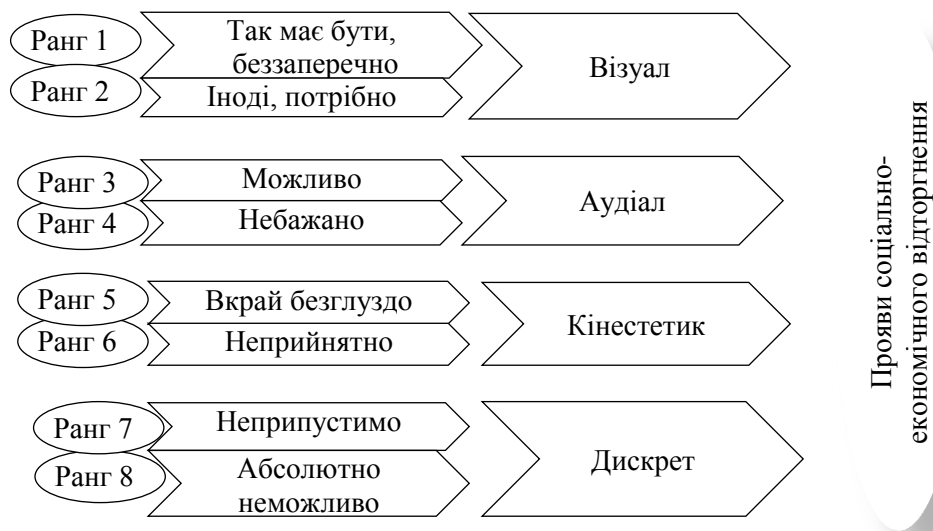 Ранг 1
Так має бути,
беззаперечно
Ранг 2
Іноді, потрібно
Візуал
Ранг 3
Можливо
Ранг 4
Небажано
Аудіал
Ранг 5
Вкрай безглуздо
Ранг 6
Неприйнятно
Кінестетик
Ранг 7
Неприпустимо
Ранг 8
Абсолютно
неможливо
Дискрет
Прояви соціально-
економічного відторгнення